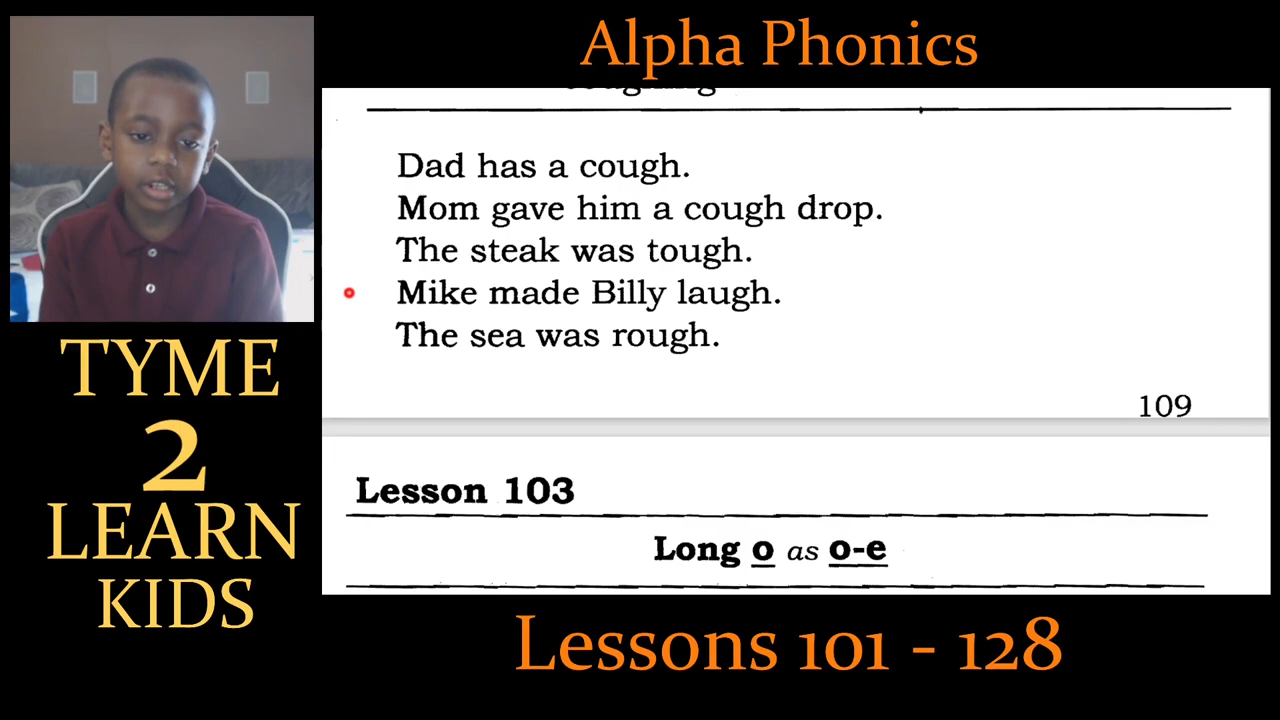 Alpha Phonics
Dad has a cough.
Mom gave him a cough drop.
The steak was tough.
Mike made Billy laugh.
The sea was rough.
109
Lesson 103
Long o as o-e
TYME
2
LEARN
KIDS
Lessons 101 - 128